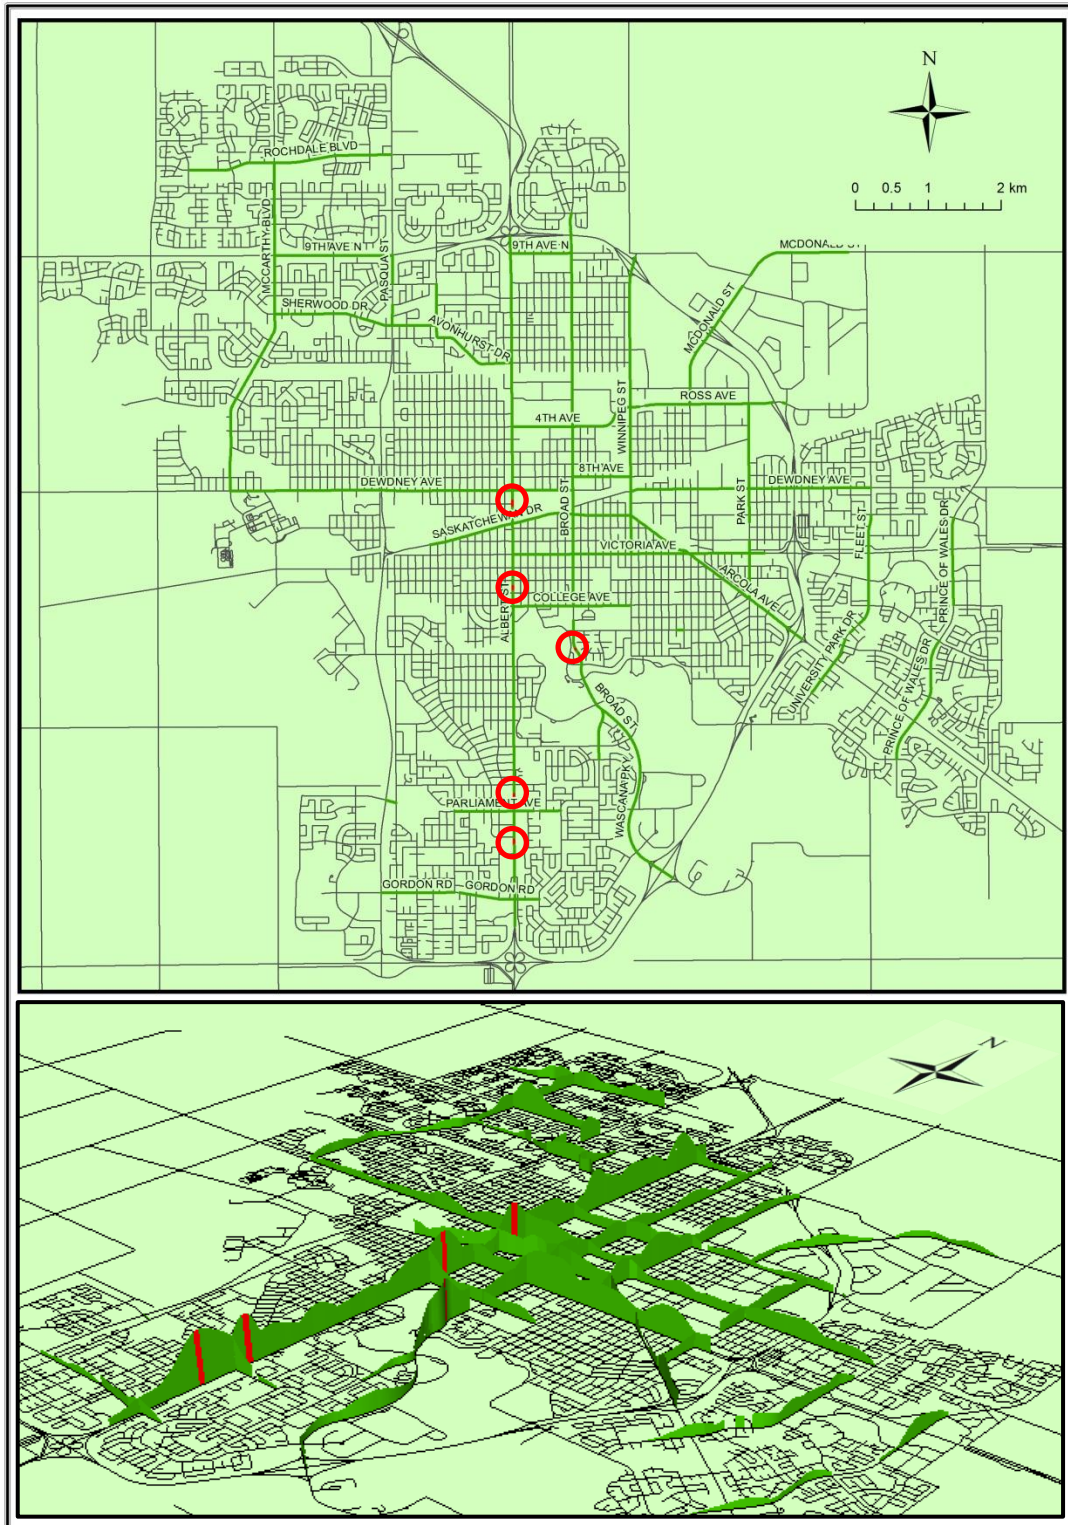 N
0 0.5 1 2 km
ROCHDALE BLVD
MCCARTHY BLVD
9TH AVE N
PASQUA ST
9TH AVE N
MCDONALD ST
SHERWOOD DR
AVONHURST DR
MCDONALD ST
WINNIPEG ST
ROSS AVE
4TH AVE
8TH AVE
DEWDNEY AVE
DEWDNEY AVE
BROAD ST
PARK ST
SASKATCHEWAN DR
FLEET ST
PRINCE OF WALES DR
VICTORIA AVE
ARCOLA AVE
ALBERT ST
COLLEGE AVE
UNIVERSITY PARK DR
PRINCE OF WALES DR
BROAD ST
WASCANA PKY
PARLIAMENT AVE
GORDON RD
GORDON RD
N